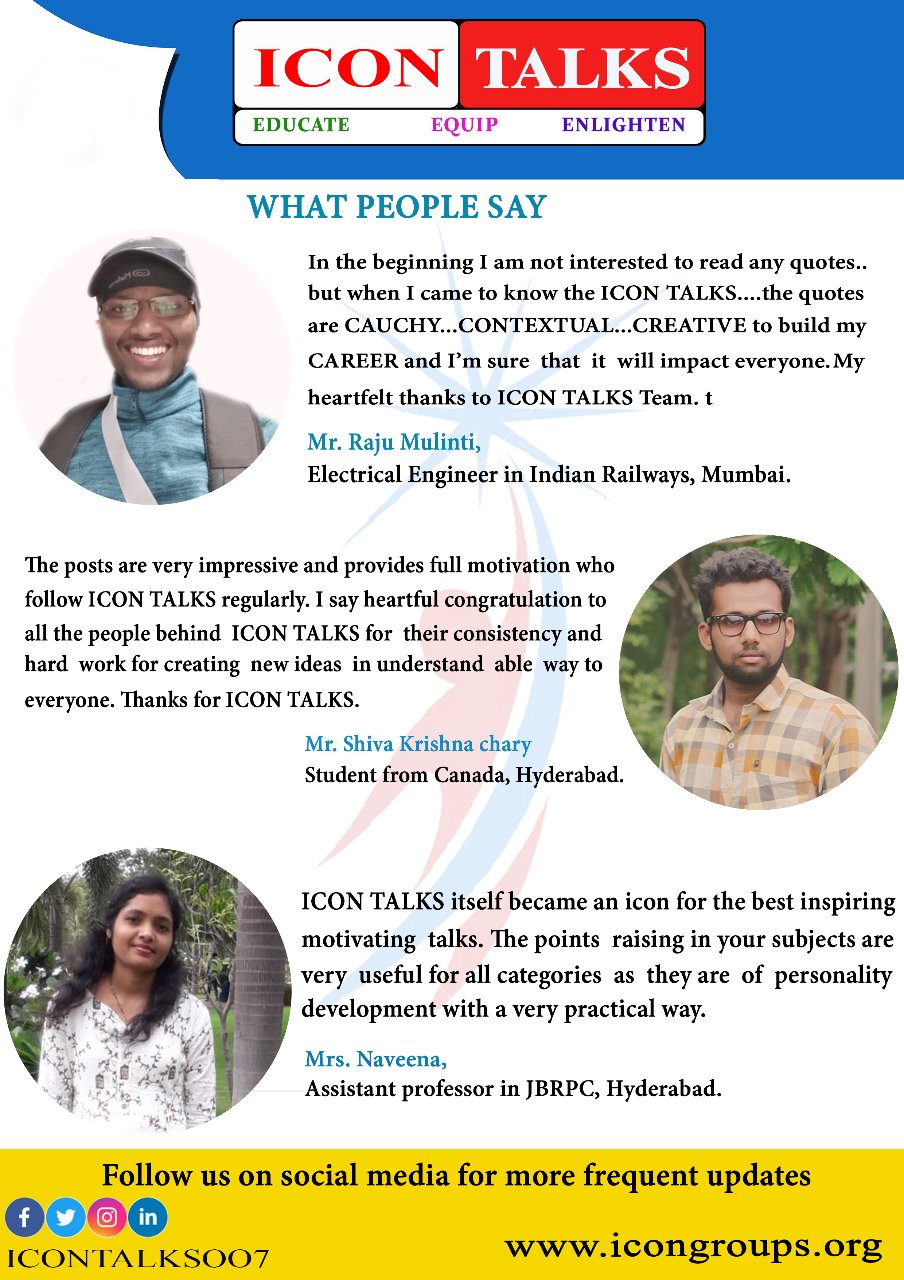 ICON TALKS
EDUCATE EQUIP ENLIGHTEN
WHAT PEOPLE SAY
In the beginning I am not interested to read any quotes..
but when I came to know the ICON TALKS....the quotes
are CAUCHY...CONTEXTUAL...CREATIVE to build my
CAREER and I'm sure that it will impact everyone. My
heartfelt thanks to ICON TALKS Team. t
Mr. Raju Mulinti,
Electrical Engineer in Indian Railways, Mumbai.
The posts are very impressive and provides full motivation who
follow ICON TALKS regularly. I say heartful congratulation to
all the people behind ICON TALKS for their consistency and
hard work for creating new ideas in understand able way to
everyone. Thanks for ICON TALKS.
Mr. Shiva Krishna chary
Student from Canada, Hyderabad.
ICON TALKS itself became an icon for the best inspiring
motivating talks. The points raising in your subjects are
very useful for all categories as they are of personality
development with a very practical way.
Mrs. Naveena,
Assistant professor in JBRPC, Hyderabad.
Follow us on social media for more frequent updates
ICONTALKS007
www.icongroups.org